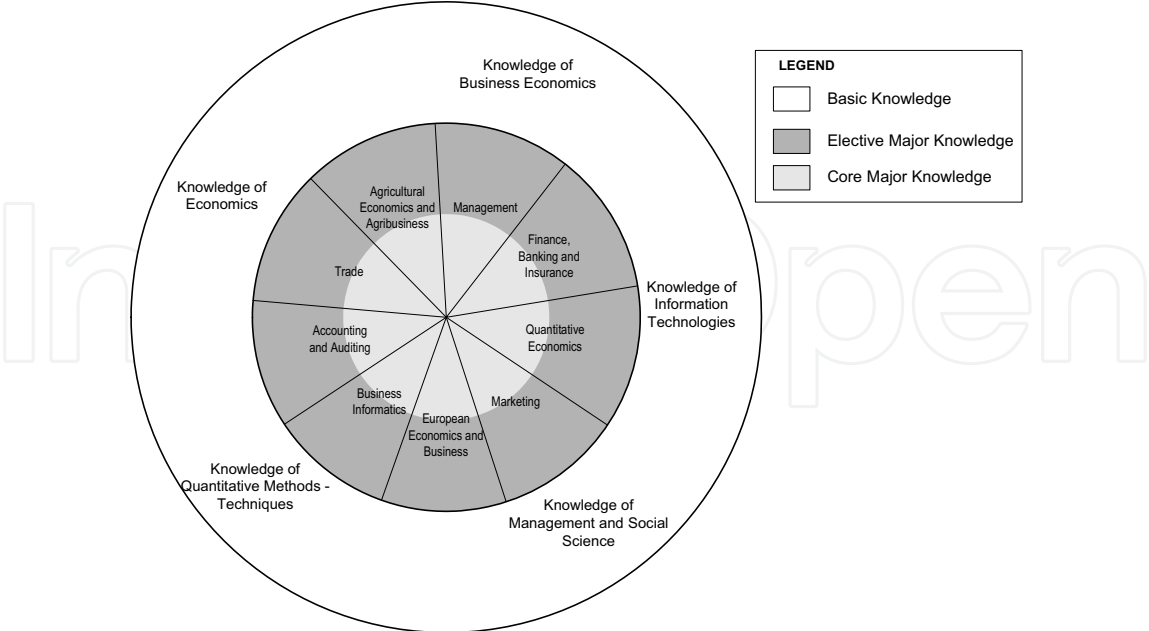 Knowledge of
Business Economics
LEGEND
Basic Knowledge
Elective Major Knowledge
Core Major Knowledge
Knowledge of
Economics
Agricultural
Economics and
Agribusiness
Management
Finance,
Banking and
Insurance
Trade
Knowledge of
Information
Technologies
Accounting
and Auditing
Quantitative
Economics
Business
Informatics
Marketing
European
Economics and
Business
Knowledge of
Quantitative Methods -
Techniques
Knowledge of
Management and Social
Science